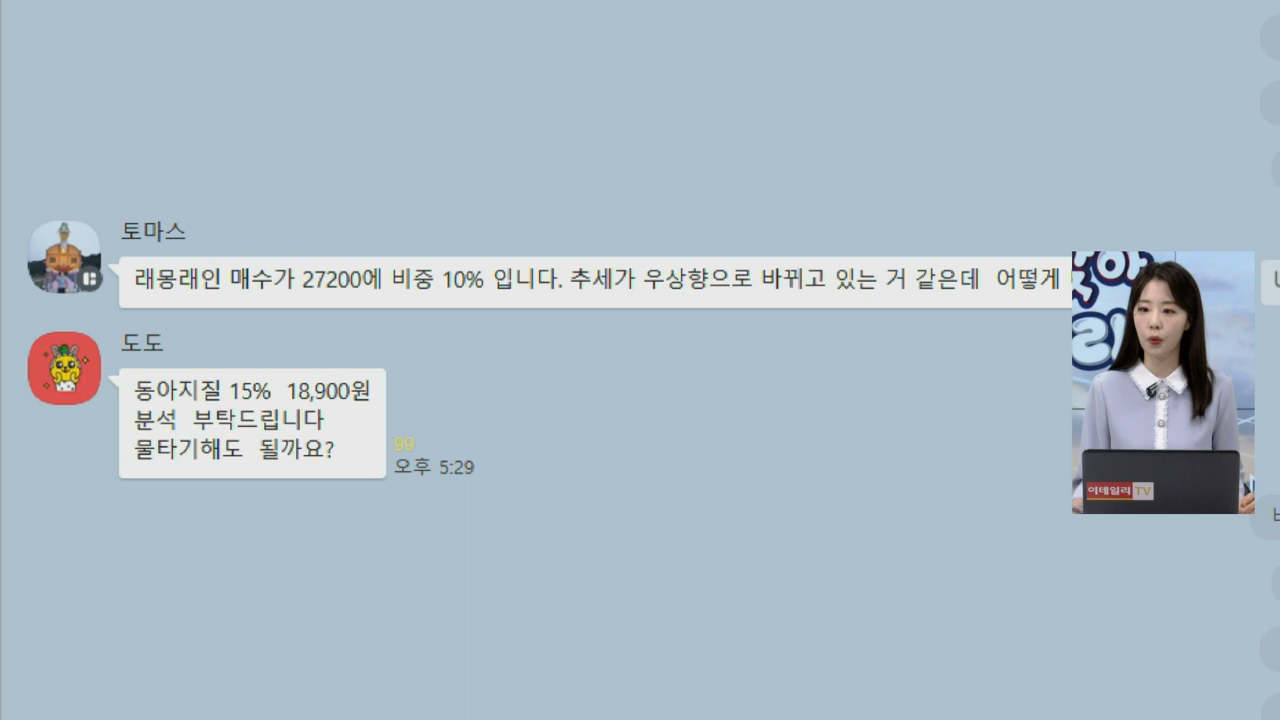 토마스
래몽래인 매수가 27200에 비중 10% 입니다. 추세가 우상향으로 바뀌고 있는 거 같은데 어떻게
도도
동아지질 15% 18,900원
분석 부탁드립니다
물타기해도 될까요?
99
오후 5:29
이데일리 TV